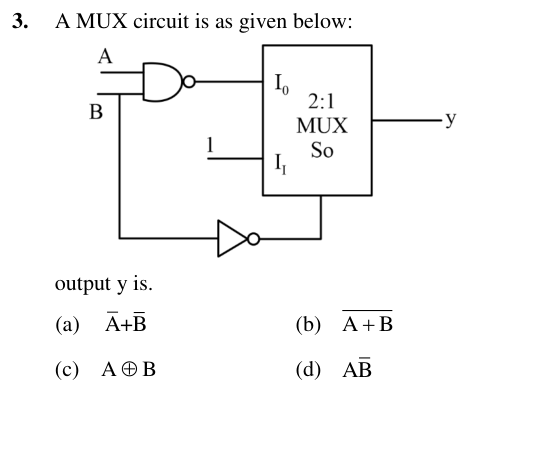 3. A MUX circuit is as given below:
A
B
I₀
2:1
MUX
So
1
I₁
y
output y is.
(a) A̅+B̅
(b) A̅ ̅+̅ ̅B̅
(c) A ⊕ B
(d) AB̅